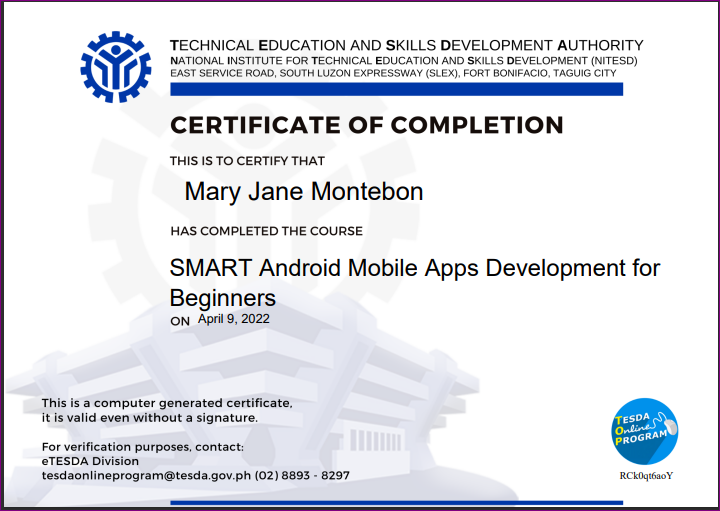 TECHNICAL EDUCATION AND SKILLS DEVELOPMENT AUTHORITY
NATIONAL INSTITUTE FOR TECHNICAL EDUCATION AND SKILLS DEVELOPMENT (NITESD)
EAST SERVICE ROAD, SOUTH LUZON EXPRESSWAY (SLEX), FORT BONIFACIO, TAGUIG CITY
CERTIFICATE OF COMPLETION
THIS IS TO CERTIFY THAT
Mary Jane Montebon
HAS COMPLETED THE COURSE
SMART Android Mobile Apps Development for
Beginners
ON April 9, 2022
This is a computer generated certificate,
it is valid even without a signature.
For verification purposes, contact:
eTESDA Division
tesdaonlineprogram@tesda.gov.ph (02) 8893 - 8297
TESDA
Online
PROGRAM
RCk0qt6aoY